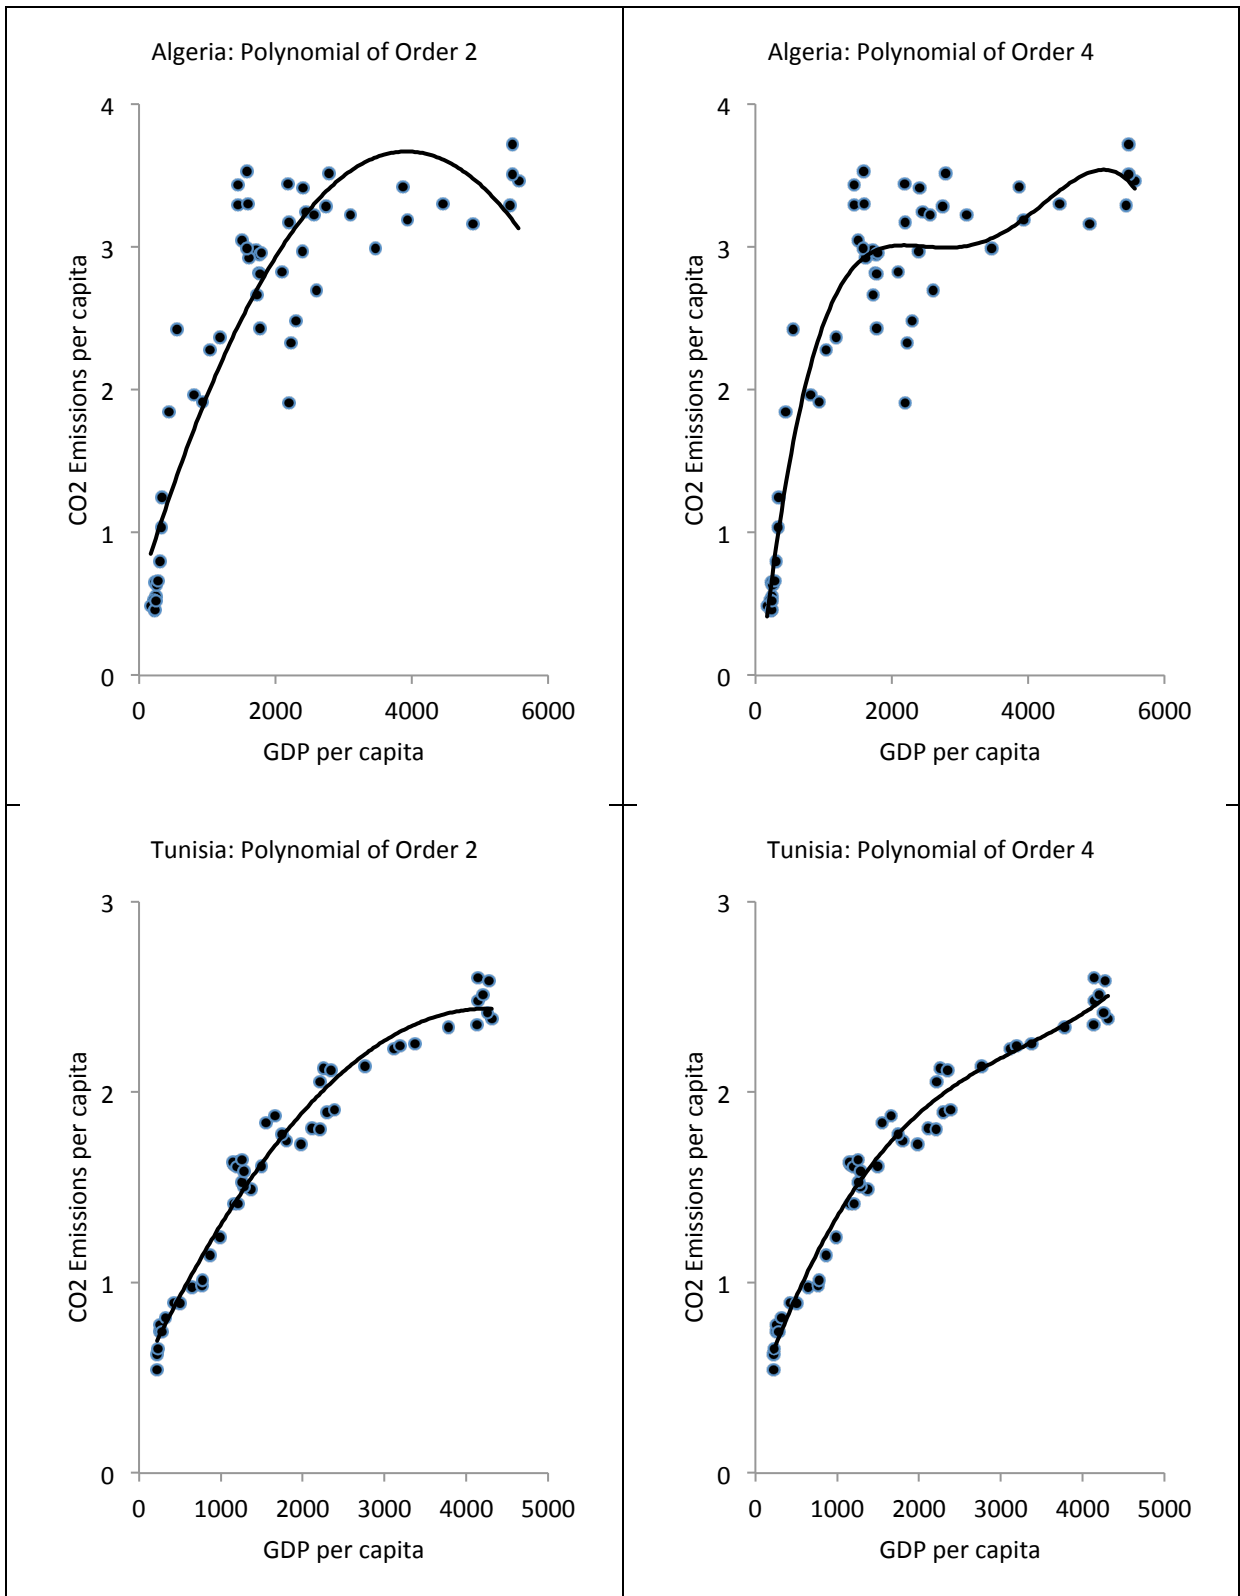 Algeria: Polynomial of Order 2
4
3
2
1
0
CO2 Emissions per capita
0 2000 4000 6000
GDP per capita
Algeria: Polynomial of Order 4
4
3
2
1
0
CO2 Emissions per capita
0 2000 4000 6000
GDP per capita
Tunisia: Polynomial of Order 2
3
2
1
0
CO2 Emissions per capita
0 1000 2000 3000 4000 5000
GDP per capita
Tunisia: Polynomial of Order 4
3
2
1
0
CO2 Emissions per capita
0 1000 2000 3000 4000 5000
GDP per capita